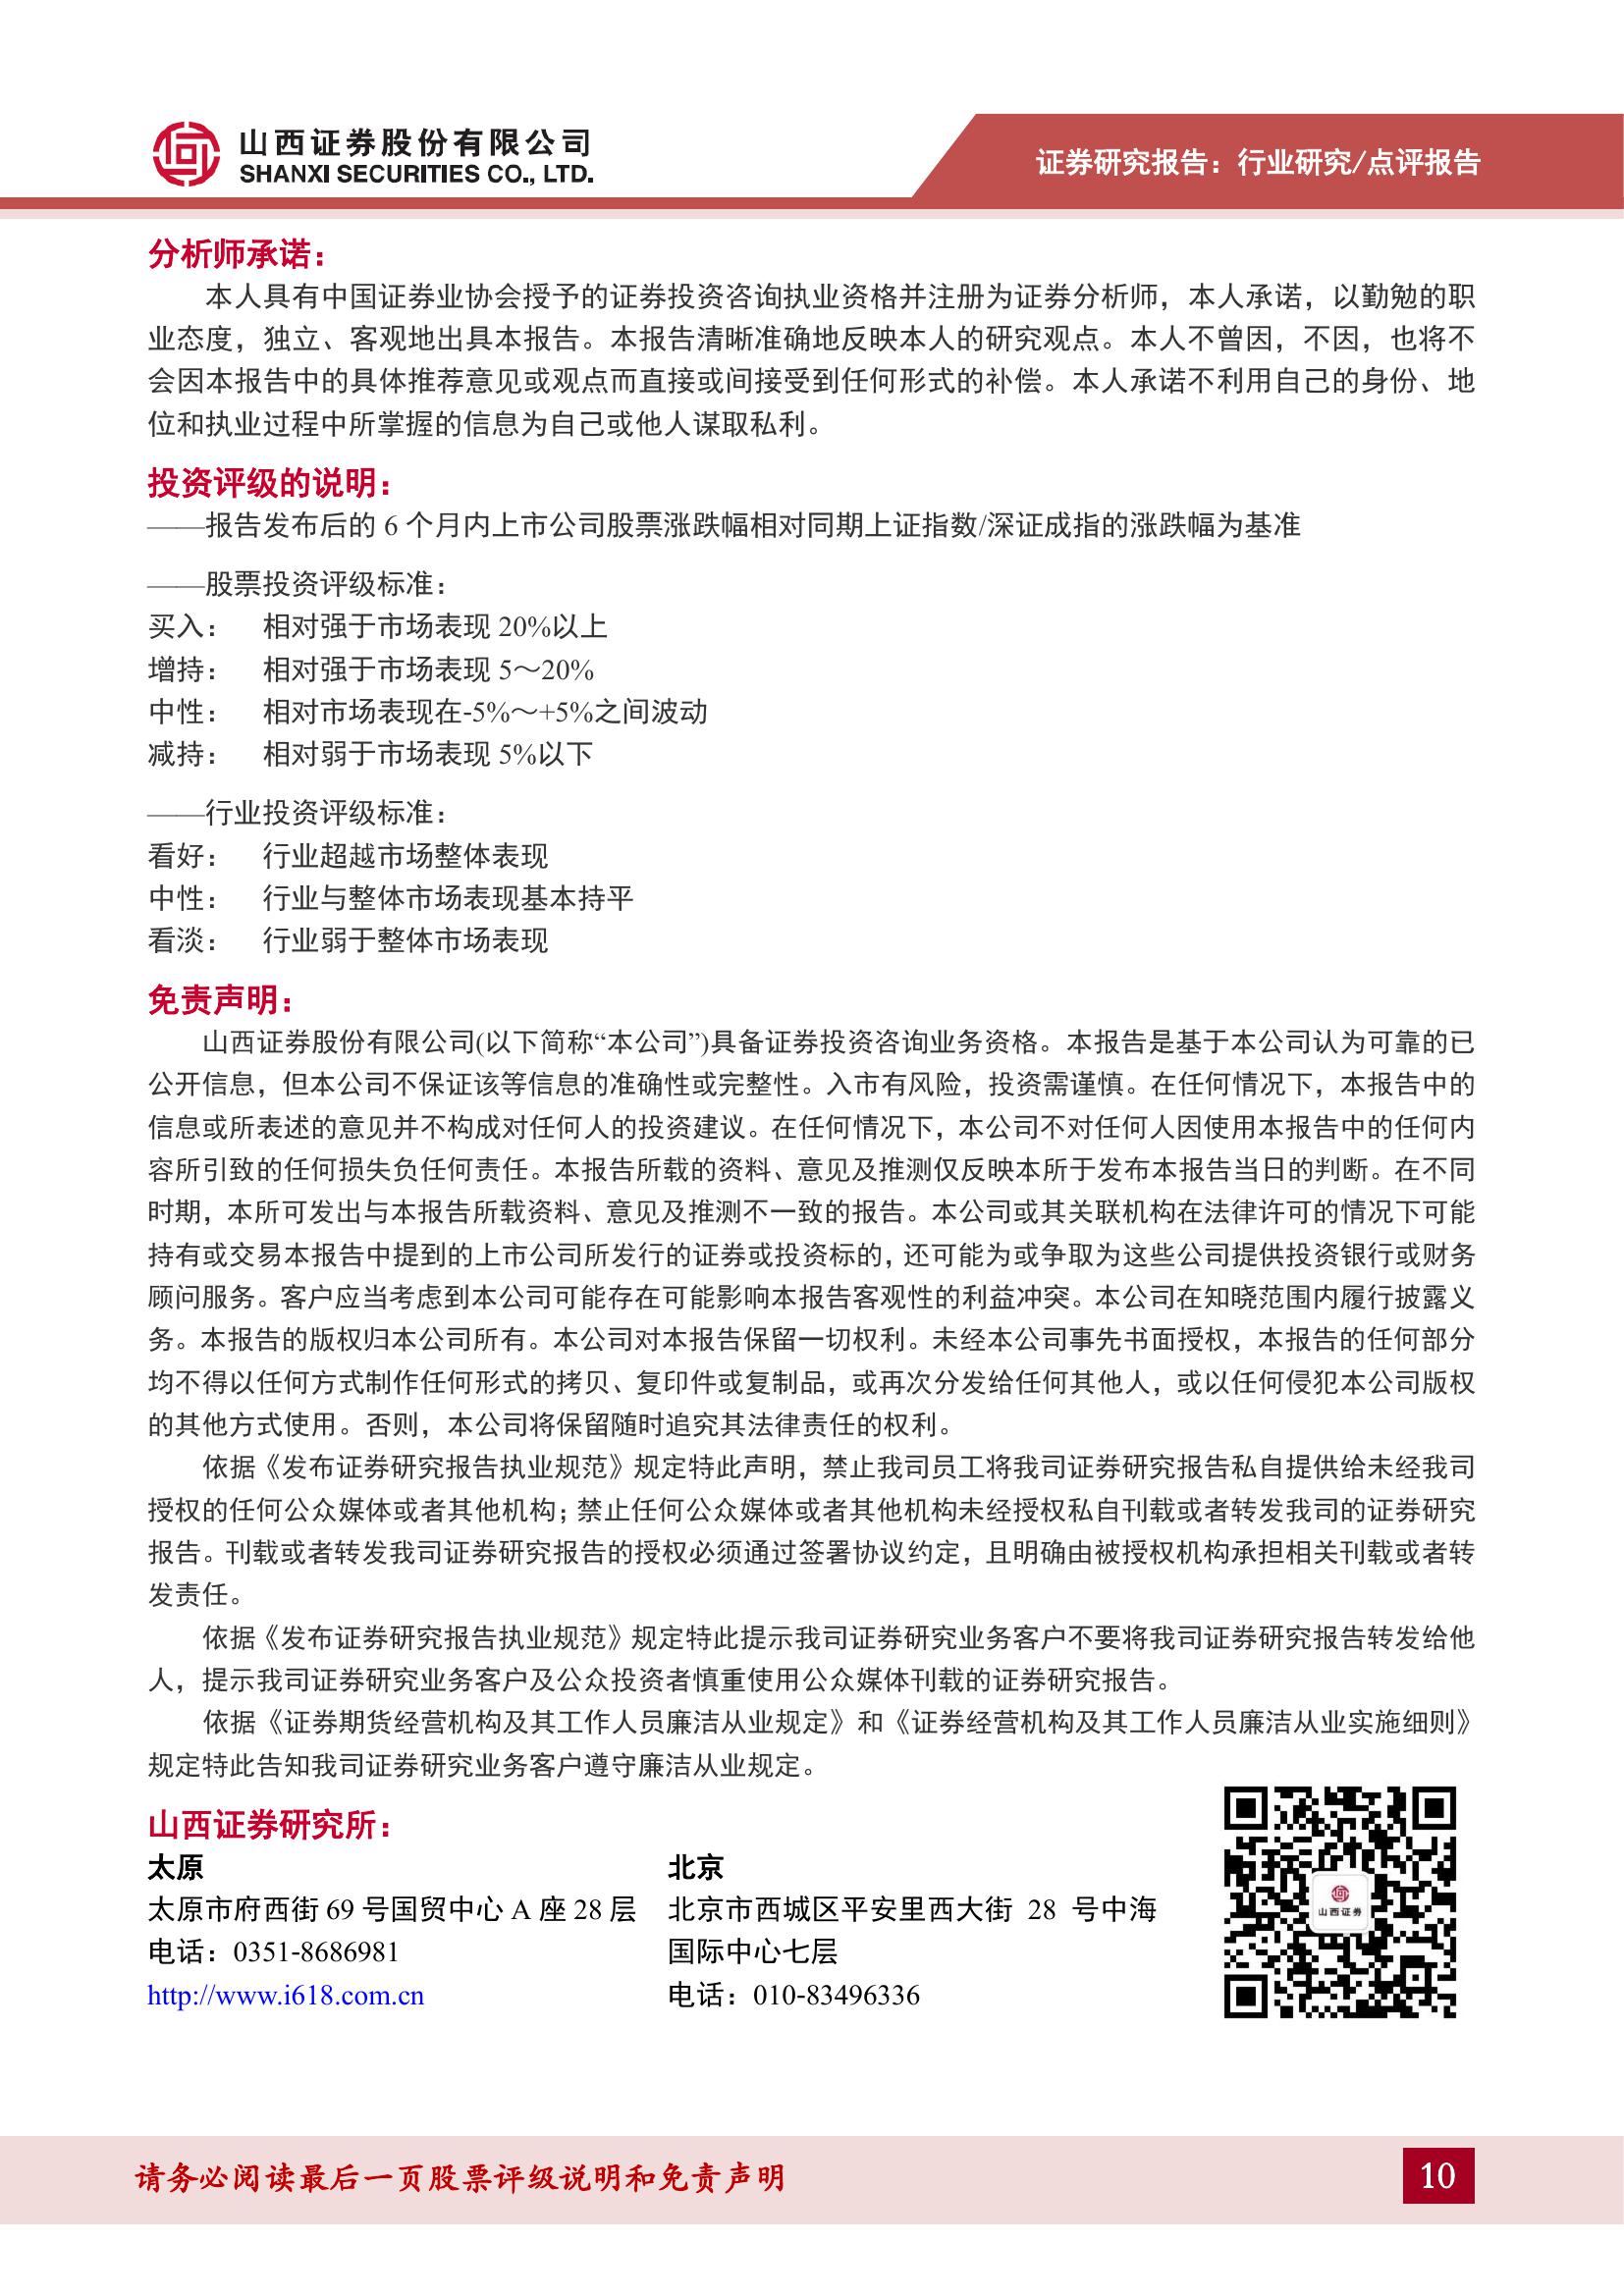 山西证券股份有限公司
SHANXI SECURITIES CO., LTD.
证券研究报告：行业研究/点评报告
分析师承诺：
本人具有中国证券业协会授予的证券投资咨询执业资格并注册为证券分析师，本人承诺，以勤勉的职
业态度，独立、客观地出具本报告。本报告清晰准确地反映本人的研究观点。本人不曾因，不因，也将不
会因本报告中的具体推荐意见或观点而直接或间接受到任何形式的补偿。本人承诺不利用自己的身份、地
位和执业过程中所掌握的信息为自己或他人谋取私利。
投资评级的说明：
——报告发布后的 6 个月内上市公司股票涨跌幅相对同期上证指数/深证成指的涨跌幅为基准
——股票投资评级标准：
买入： 相对强于市场表现 20%以上
增持： 相对强于市场表现 5～20%
中性： 相对市场表现在-5%～+5%之间波动
减持： 相对弱于市场表现 5%以下
——行业投资评级标准：
看好： 行业超越市场整体表现
中性： 行业与整体市场表现基本持平
看淡： 行业弱于整体市场表现
免责声明：
山西证券股份有限公司(以下简称“本公司”)具备证券投资咨询业务资格。本报告是基于本公司认为可靠的已
公开信息，但本公司不保证该等信息的准确性或完整性。入市有风险，投资需谨慎。在任何情况下，本报告中的
信息或所表述的意见并不构成对任何人的投资建议。在任何情况下，本公司不对任何人因使用本报告中的任何内
容所引致的任何损失负任何责任。本报告所载的资料、意见及推测仅反映本所于发布本报告当日的判断。在不同
时期，本所可发出与本报告所载资料、意见及推测不一致的报告。本公司或其关联机构在法律许可的情况下可能
持有或交易本报告中提到的上市公司所发行的证券或投资标的，还可能为或争取为这些公司提供投资银行或财务
顾问服务。客户应当考虑到本公司可能存在可能影响本报告客观性的利益冲突。本公司在知晓范围内履行披露义
务。本报告的版权归本公司所有。本公司对本报告保留一切权利。未经本公司事先书面授权，本报告的任何部分
均不得以任何方式制作任何形式的拷贝、复印件或复制品，或再次分发给任何其他人，或以任何侵犯本公司版权
的其他方式使用。否则，本公司将保留随时追究其法律责任的权利。
依据《发布证券研究报告执业规范》规定特此声明，禁止我司员工将我司证券研究报告私自提供给未经我司
授权的任何公众媒体或者其他机构；禁止任何公众媒体或者其他机构未经授权私自刊载或者转发我司的证券研究
报告。刊载或者转发我司证券研究报告的授权必须通过签署协议约定，且明确由被授权机构承担相关刊载或者转
发责任。
依据《发布证券研究报告执业规范》规定特此提示我司证券研究业务客户不要将我司证券研究报告转发给他
人，提示我司证券研究业务客户及公众投资者慎重使用公众媒体刊载的证券研究报告。
依据《证券期货经营机构及其工作人员廉洁从业规定》和《证券经营机构及其工作人员廉洁从业实施细则》
规定特此告知我司证券研究业务客户遵守廉洁从业规定。
山西证券研究所：
太原
太原市府西街 69 号国贸中心 A 座 28 层
电话：0351-8686981
http://www.i618.com.cn
北京
北京市西城区平安里西大街 28 号中海
国际中心七层
电话：010-83496336
山西证券
请务必阅读最后一页股票评级说明和免责声明
10